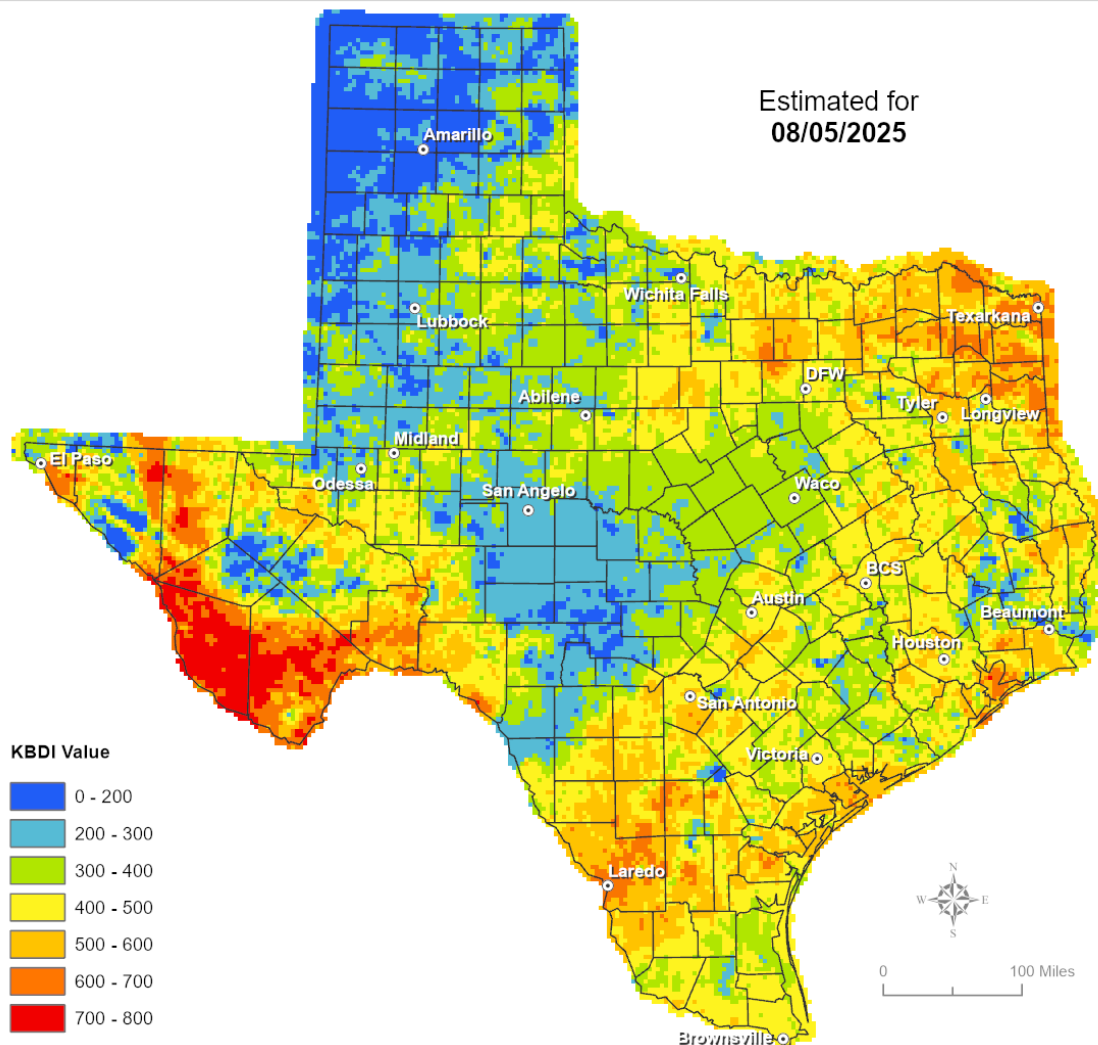 Estimated for
08/05/2025
Amarillo
Wichita Falls
Lubbock
Texarkana
DFW
Abilene
Tyler
Longview
Midland
El Paso
Odessa
San Angelo
Waco
BCS
Austin
Beaumont
Houston
San Antonio
Victoria
Laredo
Brownsville
KBDI Value
0 - 200
200 - 300
300 - 400
400 - 500
500 - 600
600 - 700
700 - 800
N
W E
S
0 100 Miles